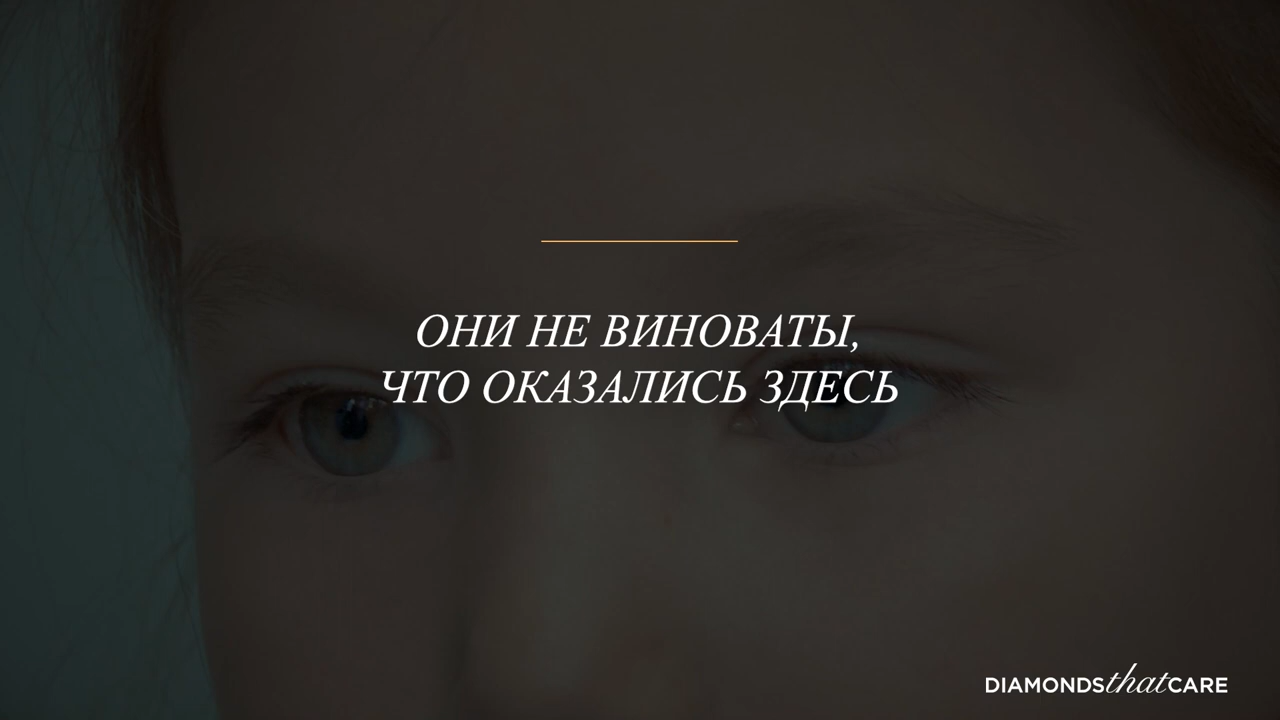 ОНИ НЕ ВИНОВАТЫ,
ЧТО ОКАЗАЛИСЬ ЗДЕСЬ
DIAMONDSthatCARE